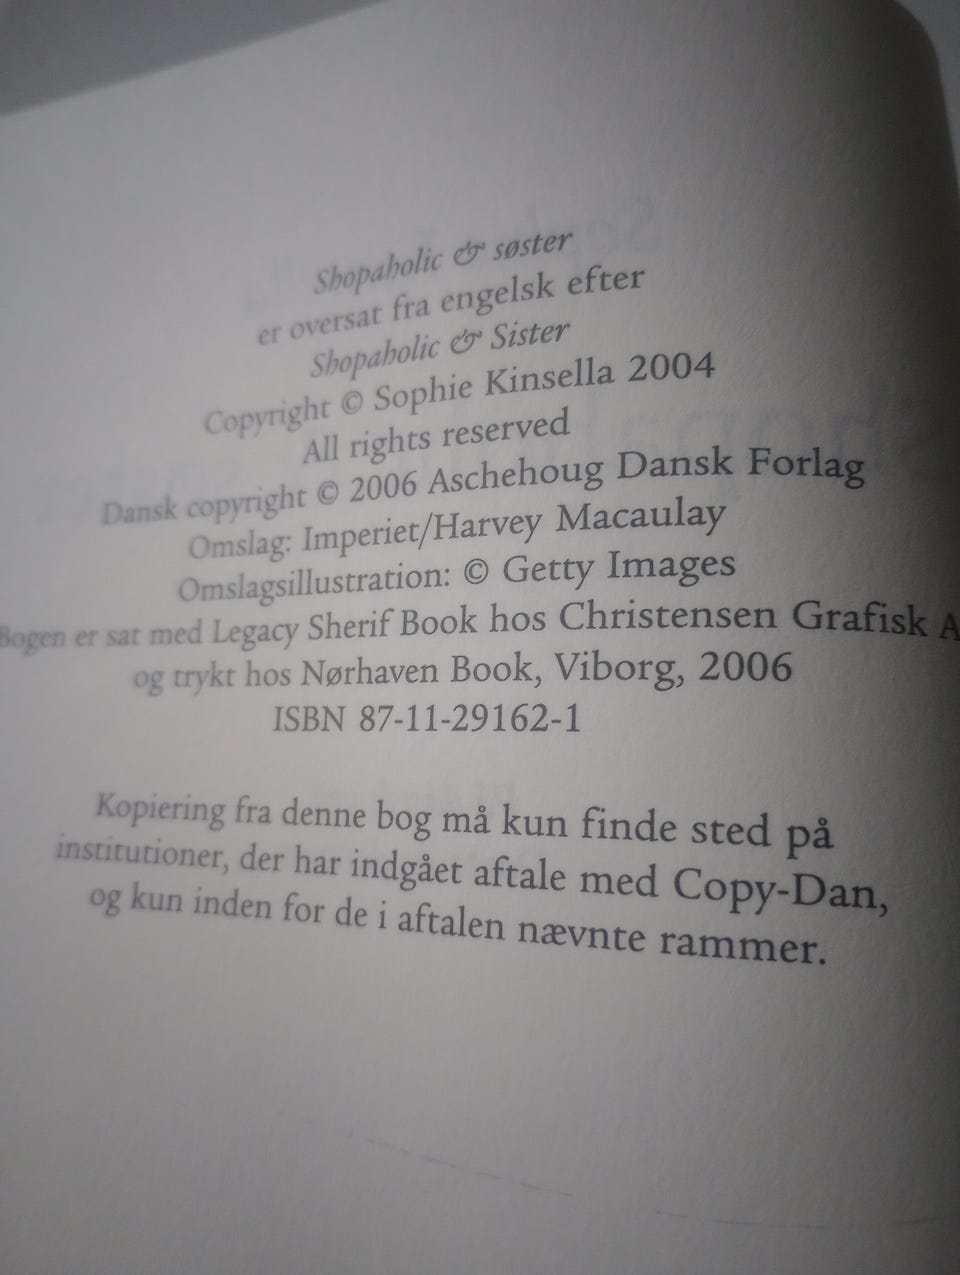 Shopaholic & søster
er oversat fra engelsk efter
Shopaholic & Sister
Copyright © Sophie Kinsella 2004
All rights reserved
Dansk copyright © 2006 Aschehoug Dansk Forlag
Omslag: Imperiet/Harvey Macaulay
Omslagsillustration: © Getty Images
Bogen er sat med Legacy Sherif Book hos Christensen Grafisk A
og trykt hos Nørhaven Book, Viborg, 2006
ISBN 87-11-29162-1
Kopiering fra denne bog må kun finde sted på
institutioner, der har indgået aftale med Copy-Dan,
og kun inden for de i aftalen nævnte rammer.